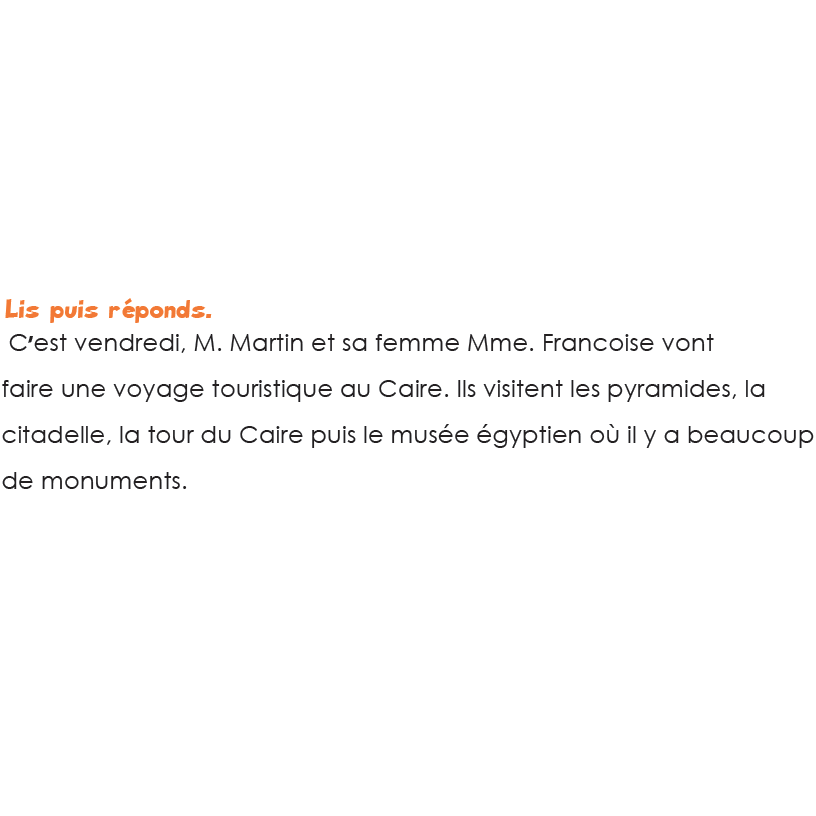 Lis puis réponds.
C'est vendredi, M. Martin et sa femme Mme. Francoise vont
faire une voyage touristique au Caire. Ils visitent les pyramides, la
citadelle, la tour du Caire puis le musée égyptien où il y a beaucoup
de monuments.